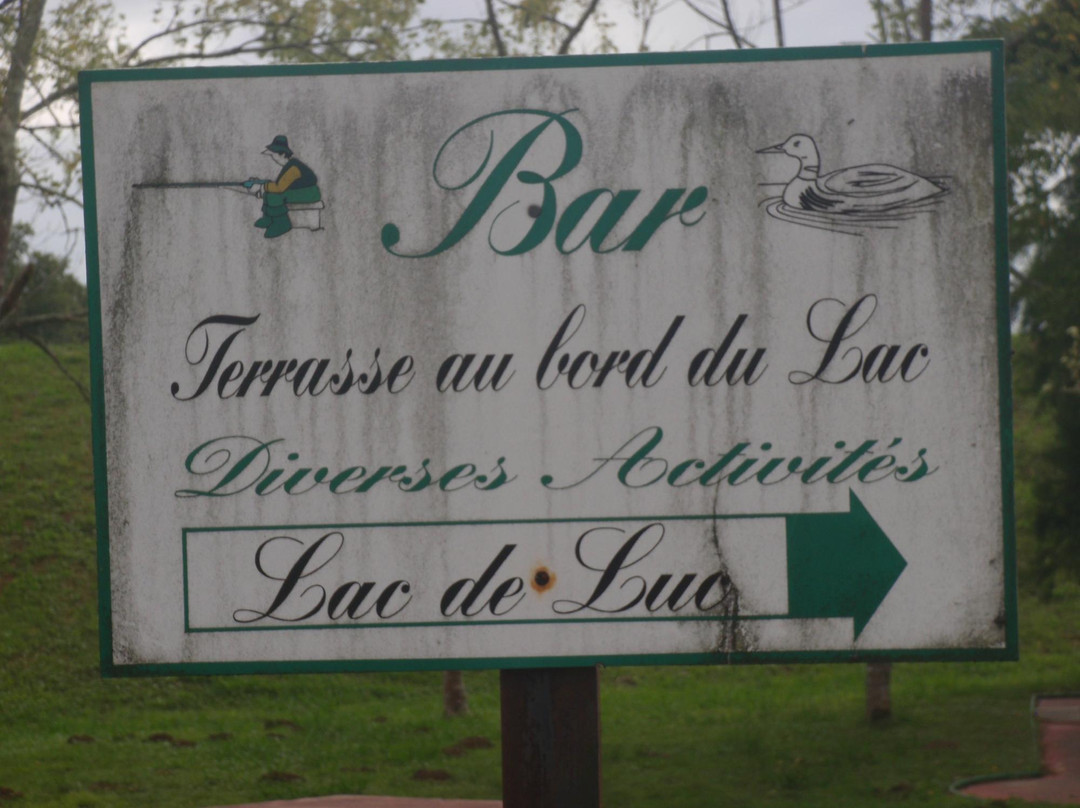 Bar
Terrasse au bord du Lac
Diverses Activités
Lac de Luc